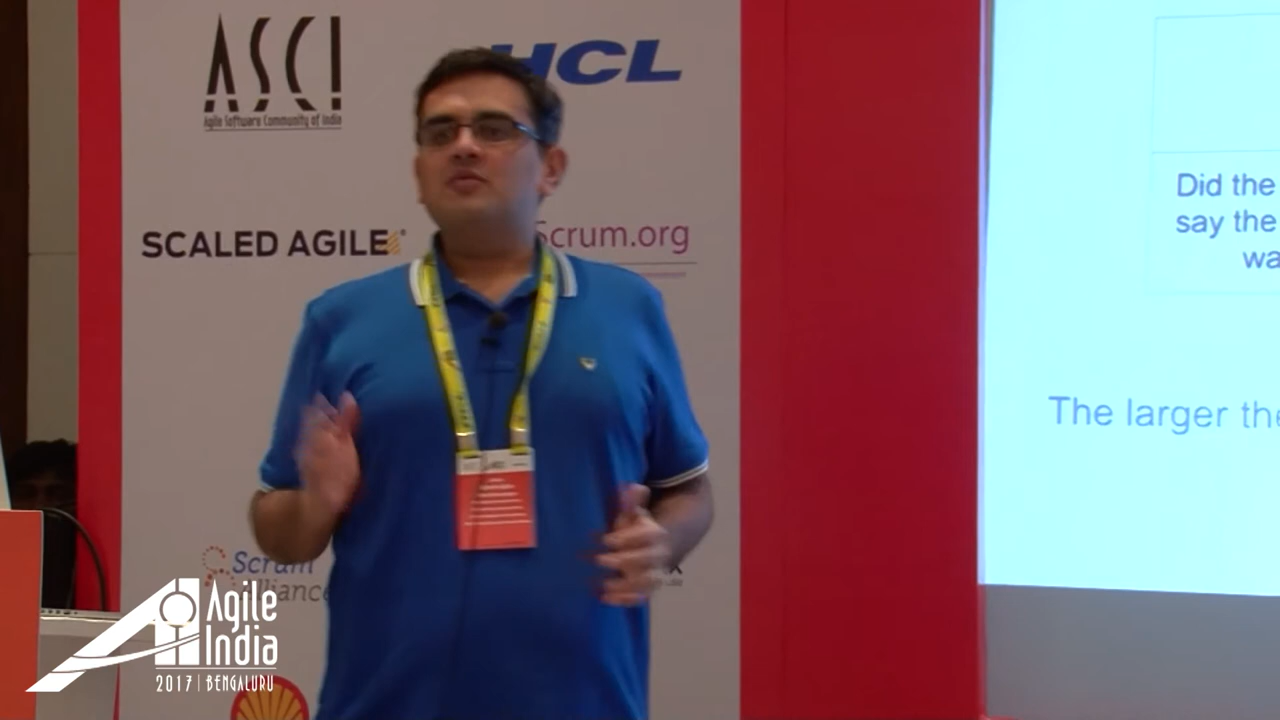 ASCI
Agile Software Community of India
HCL
SCALED AGILE
Scrum.org
Scrum
Alliance
Did the
say the
wa
The larger the
Agile
India
2017 | BENGALURU